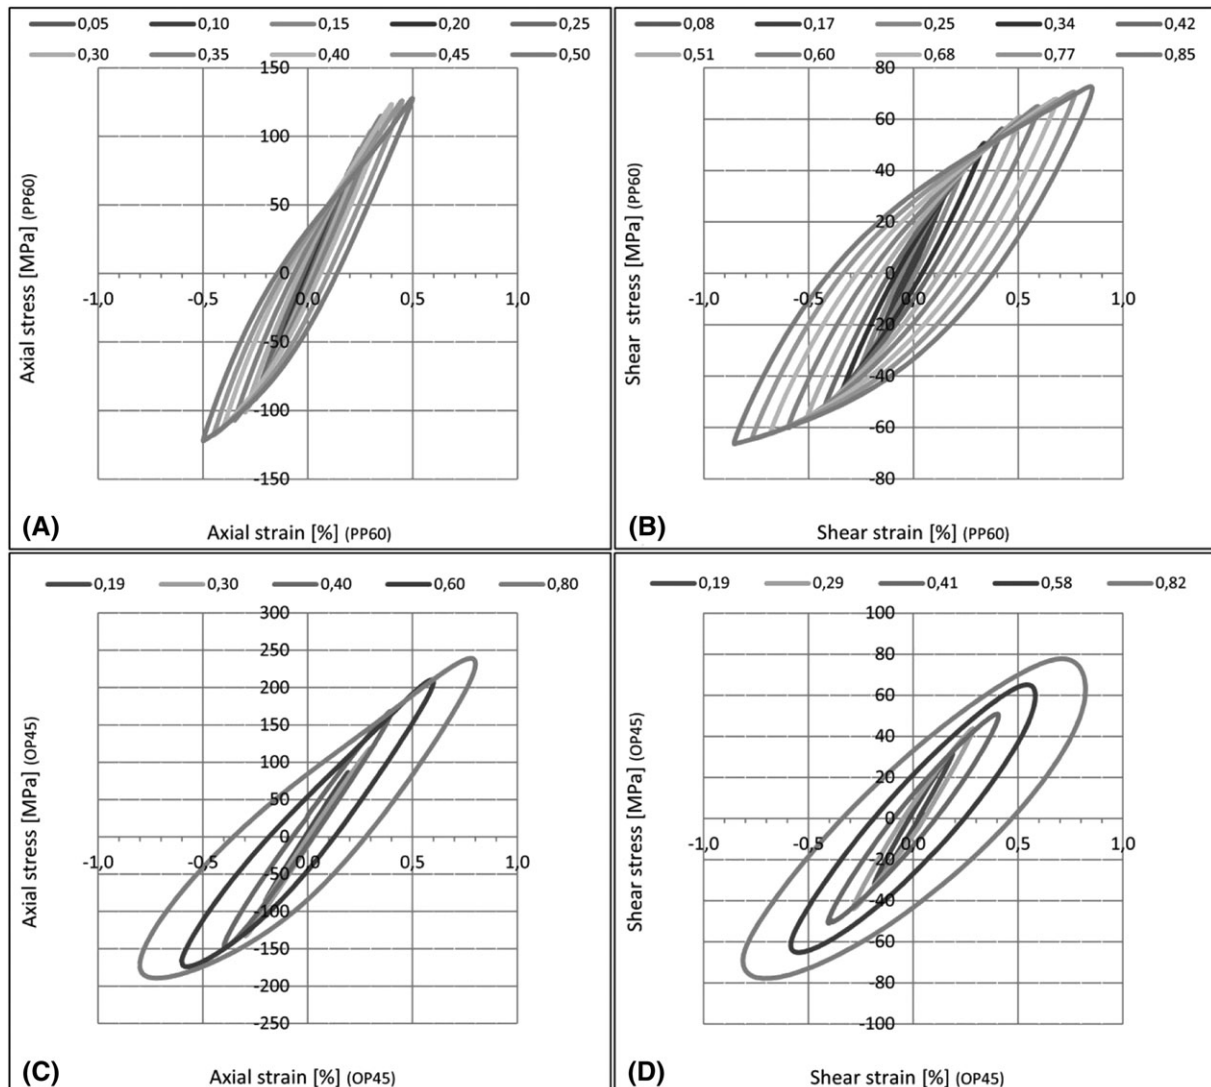 0,05 0,10 0,15 0,20 0,25
0,30 0,35 0,40 0,45 0,50
150
100
50
0
-1,0 -0,5 0,0 0,5 1,0
-50
-100
-150
Axial stress [MPa] (PP60)
(A) Axial strain [%] (PP60)
0,08 0,17 0,25 0,34 0,42
0,51 0,60 0,68 0,77 0,85
80
60
40
20
0
-1,0 -0,5 0,0 0,5 1,0
-20
-40
-60
-80
Shear stress [MPa] (PP60)
(B) Shear strain [%] (PP60)
0,19 0,30 0,40 0,60 0,80
300
250
200
150
100
50
0
-1,0 -0,5 0,0 0,5 1,0
-50
-100
-150
-200
-250
Axial stress [MPa] (OP45)
(C) Axial strain [%] (OP45)
0,19 0,29 0,41 0,58 0,82
100
80
60
40
20
0
-1,0 -0,5 0,0 0,5 1,0
-20
-40
-60
-80
-100
Shear stress [MPa] (OP45)
(D) Shear strain [%] (OP45)